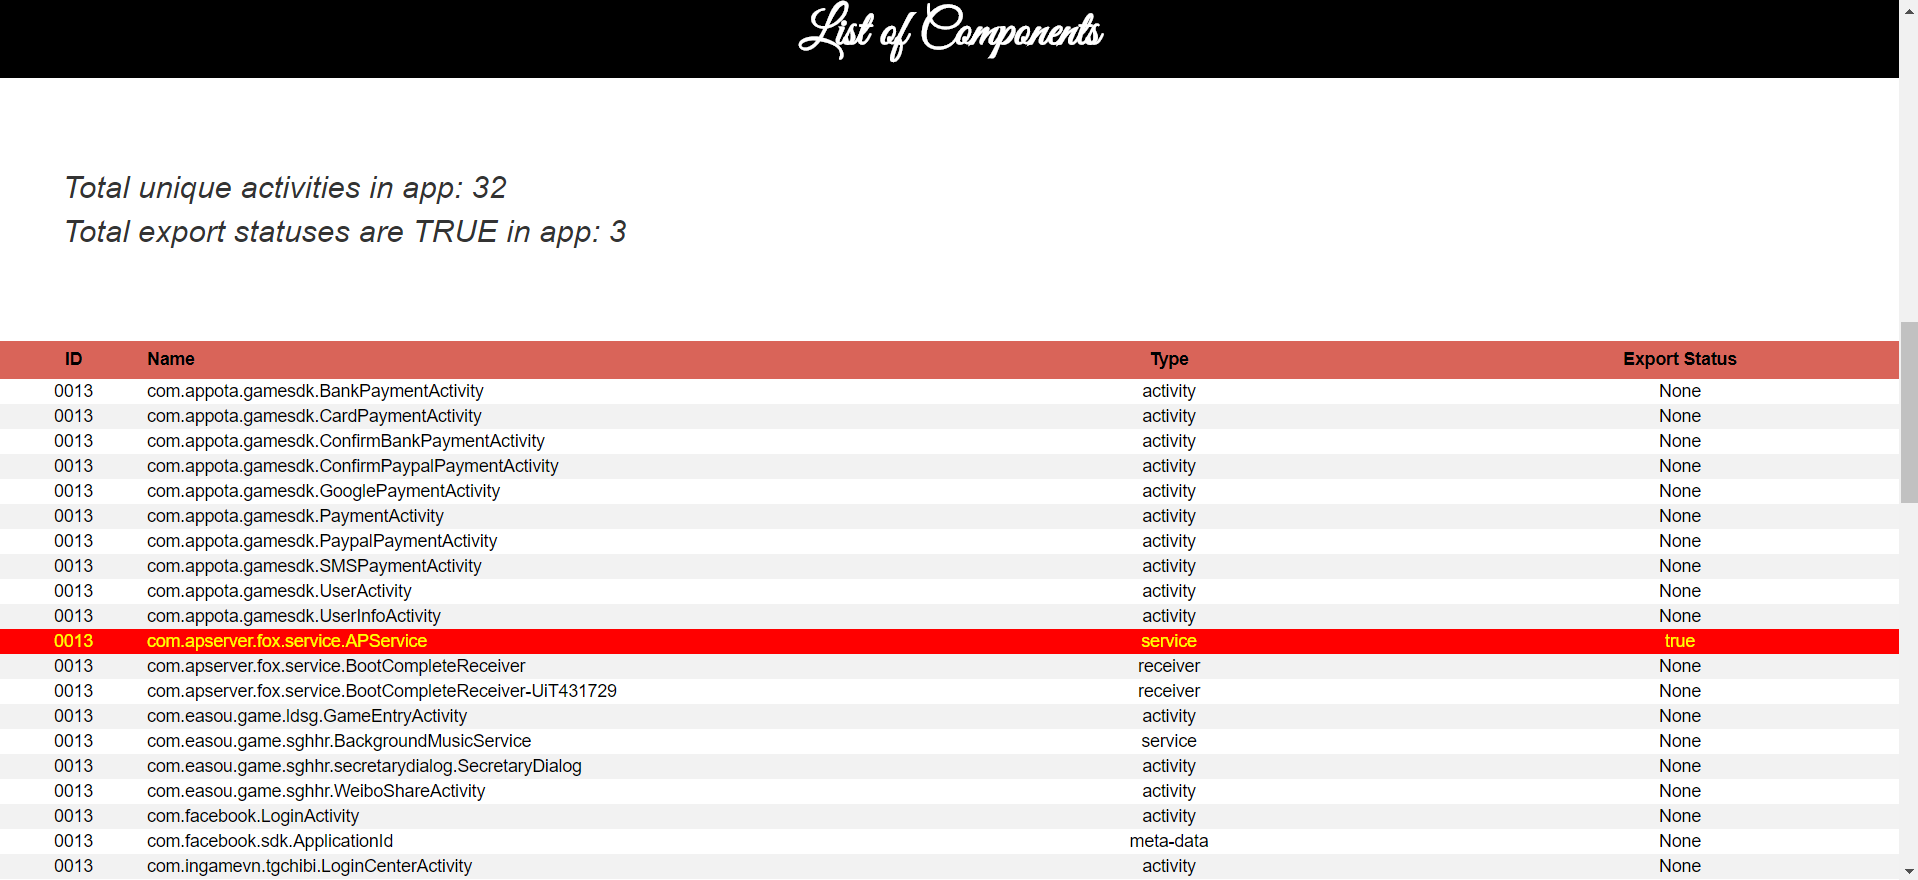 List of Components
Total unique activities in app: 32
Total export statuses are TRUE in app: 3
ID Name Type Export Status
0013 com.appota.gamesdk.BankPaymentActivity activity None
0013 com.appota.gamesdk.CardPaymentActivity activity None
0013 com.appota.gamesdk.ConfirmBankPaymentActivity activity None
0013 com.appota.gamesdk.ConfirmPaypalPaymentActivity activity None
0013 com.appota.gamesdk.GooglePaymentActivity activity None
0013 com.appota.gamesdk.PaymentActivity activity None
0013 com.appota.gamesdk.PaypalPaymentActivity activity None
0013 com.appota.gamesdk.SMSPaymentActivity activity None
0013 com.appota.gamesdk.UserActivity activity None
0013 com.appota.gamesdk.UserInfoActivity activity None
0013 com.apserver.fox.service.APService service true
0013 com.apserver.fox.service.BootCompleteReceiver receiver None
0013 com.apserver.fox.service.BootCompleteReceiver-UiT431729 receiver None
0013 com.easou.game.ldsg.GameEntryActivity activity None
0013 com.easou.game.sghhr.BackgroundMusicService service None
0013 com.easou.game.sghhr.secretarydialog.SecretaryDialog activity None
0013 com.easou.game.sghhr.WeiboShareActivity activity None
0013 com.facebook.LoginActivity activity None
0013 com.facebook.sdk.ApplicationId meta-data None
0013 com.ingamevn.tgchibi.LoginCenterActivity activity None